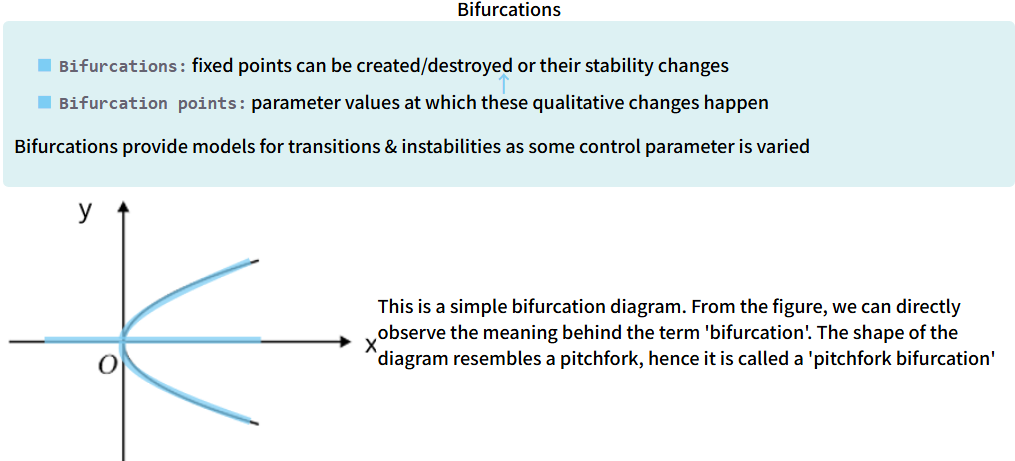 Bifurcations
Bifurcations: fixed points can be created/destroyed or their stability changes
Bifurcation points: parameter values at which these qualitative changes happen
Bifurcations provide models for transitions & instabilities as some control parameter is varied
y
This is a simple bifurcation diagram. From the figure, we can directly
observe the meaning behind the term 'bifurcation'. The shape of the
diagram resembles a pitchfork, hence it is called a 'pitchfork bifurcation'
x
O